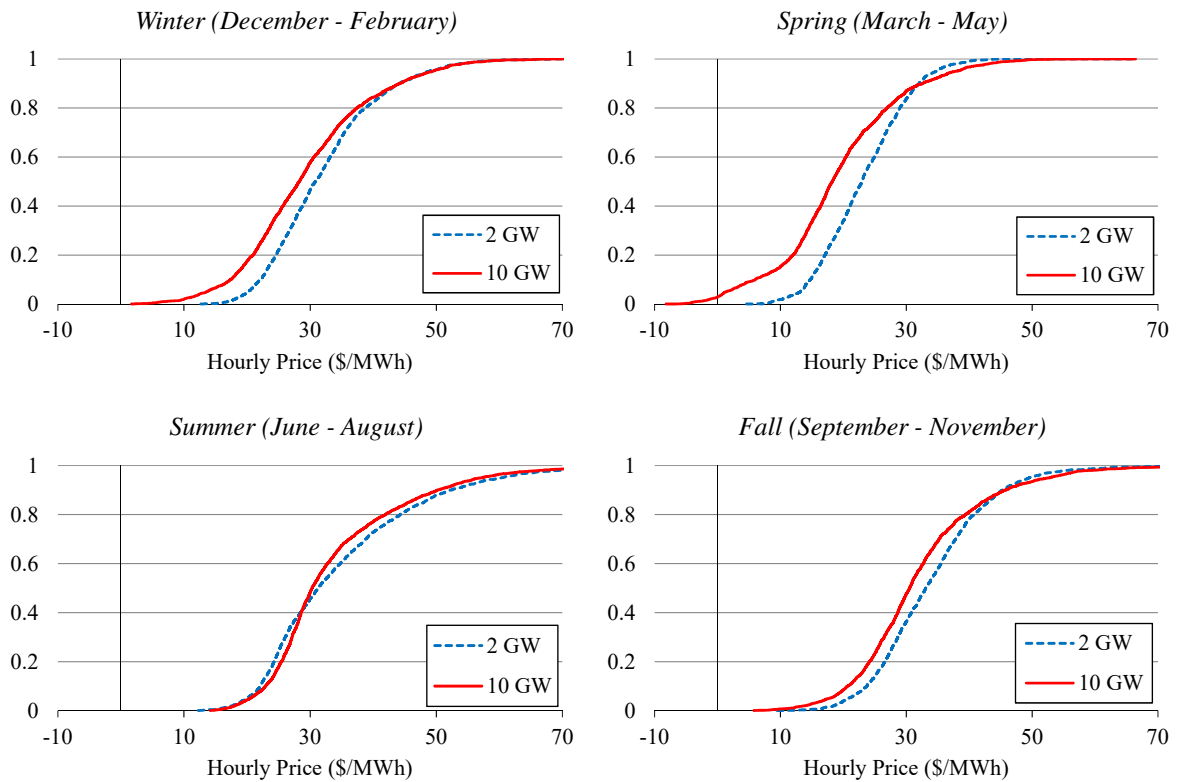 Winter (December - February)
1
0.8
0.6
0.4
0.2
0
-10
10
30
50
70
Hourly Price ($/MWh)
2 GW
10 GW
Spring (March - May)
1
0.8
0.6
0.4
0.2
0
-10
10
30
50
70
Hourly Price ($/MWh)
2 GW
10 GW
Summer (June - August)
1
0.8
0.6
0.4
0.2
0
-10
10
30
50
70
Hourly Price ($/MWh)
2 GW
10 GW
Fall (September - November)
1
0.8
0.6
0.4
0.2
0
-10
10
30
50
70
Hourly Price ($/MWh)
2 GW
10 GW